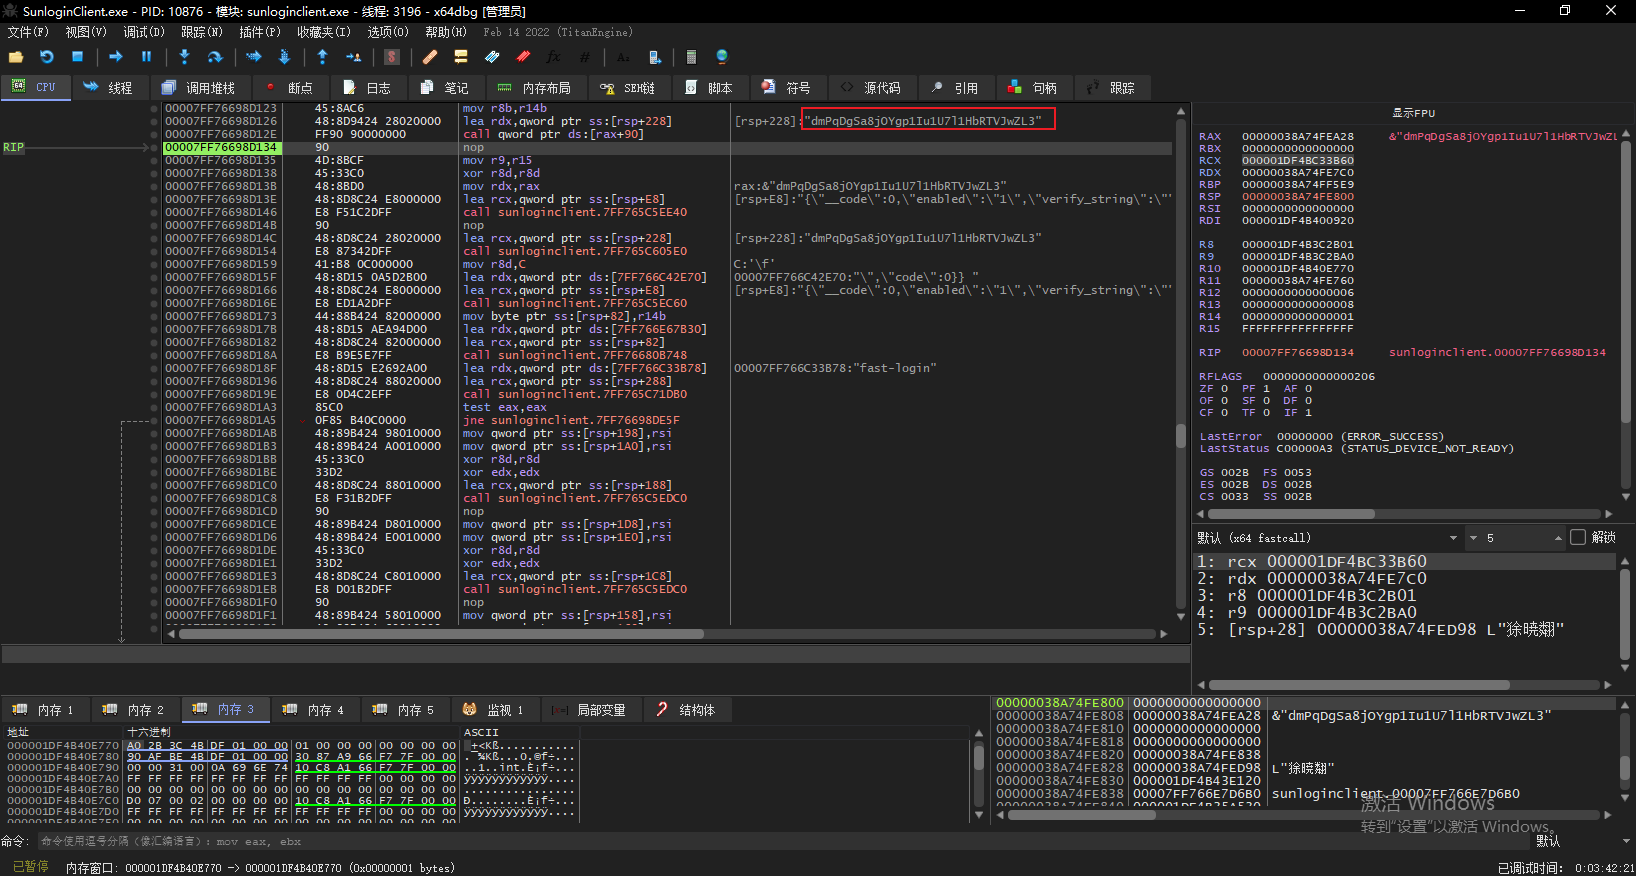 SunloginClient.exe - PID: 10876 - 模块: sunloginclient.exe - 线程: 3196 - x64dbg [管理员]
文件(F) 视图(V) 调试(D) 跟踪(N) 插件(P) 收藏夹(I) 选项(O) 帮助(H) Feb 14 2022 (TitanEngine)
CPU 线程 调用堆栈 断点 日志 笔记 内存布局 SEH链 脚本 符号 源代码 引用 句柄 跟踪
00007FF76698D123 45:8AC6 mov r8b,r14b
00007FF76698D126 48:8D9424 28020000 lea rdx,qword ptr ss:[rsp+228] [rsp+228]:"dmPqDgSa8jOYgp1Iu1U7l1HbRTVJwZL3"
00007FF76698D12E FF90 90000000 call qword ptr ds:[rax+90]
RIP 00007FF76698D134 90 nop
00007FF76698D135 4D:8BCF mov r9,r15
00007FF76698D138 45:33C0 xor r8d,r8d
00007FF76698D13B 48:8BD0 mov rdx,rax rax:&"dmPqDgSa8jOYgp1Iu1U7l1HbRTVJwZL3"
00007FF76698D13E 48:8D8C24 E8000000 lea rcx,qword ptr ss:[rsp+E8] [rsp+E8]:"{\"__code\":0,\"enabled\":\"1\",\"verify_string\":\"'
00007FF76698D146 E8 F51C2DFF call sunloginclient.7FF765C5EE40
00007FF76698D14B 90 nop
00007FF76698D14C 48:8D8C24 28020000 lea rcx,qword ptr ss:[rsp+228] [rsp+228]:"dmPqDgSa8jOYgp1Iu1U7l1HbRTVJwZL3"
00007FF76698D154 E8 87342DFF call sunloginclient.7FF765C605E0
00007FF76698D159 41:B8 0C000000 mov r8d,C C:'\f'
00007FF76698D15F 48:8D15 0A5D2B00 lea rdx,qword ptr ds:[7FF766C42E70] 00007FF766C42E70:"\",\"code\":0}} "
00007FF76698D166 48:8D8C24 E8000000 lea rcx,qword ptr ss:[rsp+E8] [rsp+E8]:"{\"__code\":0,\"enabled\":\"1\",\"verify_string\":\"'
00007FF76698D16E E8 ED1A2DFF call sunloginclient.7FF765C5EC60
00007FF76698D173 44:88B424 82000000 mov byte ptr ss:[rsp+82],r14b
00007FF76698D17B 48:8D15 AEA94D00 lea rdx,qword ptr ds:[7FF766E67B30]
00007FF76698D182 48:8D8C24 82000000 lea rcx,qword ptr ss:[rsp+82]
00007FF76698D18A E8 B9E5E7FF call sunloginclient.7FF76680B748
00007FF76698D18F 48:8D15 E2692A00 lea rdx,qword ptr ds:[7FF766C33B78] 00007FF766C33B78:"fast-login"
00007FF76698D196 48:8D8C24 88020000 lea rcx,qword ptr ss:[rsp+288]
00007FF76698D19E E8 0D4C2EFF call sunloginclient.7FF765C71DB0
00007FF76698D1A3 85C0 test eax,eax
00007FF76698D1A5 0F85 B40C0000 jne sunloginclient.7FF76698DE5F
00007FF76698D1AB 48:89B424 98010000 mov qword ptr ss:[rsp+198],rsi
00007FF76698D1B3 48:89B424 A0010000 mov qword ptr ss:[rsp+1A0],rsi
00007FF76698D1BB 45:33C0 xor r8d,r8d
00007FF76698D1BE 33D2 xor edx,edx
00007FF76698D1C0 48:8D8C24 88010000 lea rcx,qword ptr ss:[rsp+188]
00007FF76698D1C8 E8 F31B2DFF call sunloginclient.7FF765C5EDC0
00007FF76698D1CD 90 nop
00007FF76698D1CE 48:89B424 D8010000 mov qword ptr ss:[rsp+1D8],rsi
00007FF76698D1D6 48:89B424 E0010000 mov qword ptr ss:[rsp+1E0],rsi
00007FF76698D1DE 45:33C0 xor r8d,r8d
00007FF76698D1E1 33D2 xor edx,edx
00007FF76698D1E3 48:8D8C24 C8010000 lea rcx,qword ptr ss:[rsp+1C8]
00007FF76698D1EB E8 D01B2DFF call sunloginclient.7FF765C5EDC0
00007FF76698D1F0 90 nop
00007FF76698D1F1 48:89B424 58010000 mov qword ptr ss:[rsp+158],rsi
显示FPU
RAX 00000038A74FEA28 &"dmPqDgSa8jOYgp1Iu1U7l1HbRTVJwZL
RBX 0000000000000000
RCX 000001DF4BC33B60
RDX 00000038A74FE7C0
RBP 00000038A74FF5E9
RSP 00000038A74FE800
RSI 0000000000000000
RDI 000001DF4B400920
R8 000001DF4B3C2B01
R9 000001DF4B3C2BA0
R10 000001DF4B40E770
R11 00000038A74FE760
R12 0000000000000006
R13 0000000000000008
R14 0000000000000001
R15 FFFFFFFFFFFFFFFF
RIP 00007FF76698D134 sunloginclient.00007FF76698D134
RFLAGS 0000000000000206
ZF 0 PF 1 AF 0
OF 0 SF 0 DF 0
CF 0 TF 0 IF 1
LastError 00000000 (ERROR_SUCCESS)
LastStatus C00000A3 (STATUS_DEVICE_NOT_READY)
GS 002B FS 0053
ES 002B DS 002B
CS 0033 SS 002B
默认 (x64 fastcall) 5 解锁
1: rcx 000001DF4BC33B60
2: rdx 00000038A74FE7C0
3: r8 000001DF4B3C2B01
4: r9 000001DF4B3C2BA0
5: [rsp+28] 00000038A74FED98 L"徐晓翙"
内存 1 内存 2 内存 3 内存 4 内存 5 监视 1 局部变量 结构体
地址 十六进制 ASCII
000001DF4B40E770 A0 2B 3C 4B DF 01 00 00 01 00 00 00 00 00 00 00 +<Kß...........
000001DF4B40E780 90 AF BE 4B DF 01 00 00 30 87 A9 66 F7 7F 00 00 .¯¾Kß...0.©f÷...
000001DF4B40E790 00 00 31 00 0A 69 6E 74 10 C8 A1 66 F7 7F 00 00 ..1..int.È¡f÷...
000001DF4B40E7A0 FF FF FF FF FF FF FF FF FF FF FF FF 00 00 00 00 ÿÿÿÿÿÿÿÿÿÿÿÿ....
000001DF4B40E7B0 00 00 00 00 00 00 00 00 00 00 00 00 00 00 00 00 ................
000001DF4B40E7C0 D0 07 00 02 00 00 00 00 10 C8 A1 66 F7 7F 00 00 Ð........È¡f÷...
000001DF4B40E7D0 FF FF FF FF FF FF FF FF FF FF FF FF 00 00 00 00 ÿÿÿÿÿÿÿÿÿÿÿÿ....
00000038A74FE800 0000000000000000
00000038A74FE808 00000038A74FEA28 &"dmPqDgSa8jOYgp1Iu1U7l1HbRTVJwZL3"
00000038A74FE810 0000000000000000
00000038A74FE818 0000000000000000
00000038A74FE820 00000038A74FE838
00000038A74FE828 00000038A74FED98 L"徐晓翙"
00000038A74FE830 000001DF4B43E120
00000038A74FE838 00007FF766E7D6B0 sunloginclient.00007FF766E7D6B0
激活 Windows
转到"设置"以激活 Windows。
命令: 命令使用逗号分隔（像汇编语言）: mov eax, ebx 默认
已暂停 内存窗口: 000001DF4B40E770 -> 000001DF4B40E770 (0x00000001 bytes) 已调试时间: 0:03:42:21